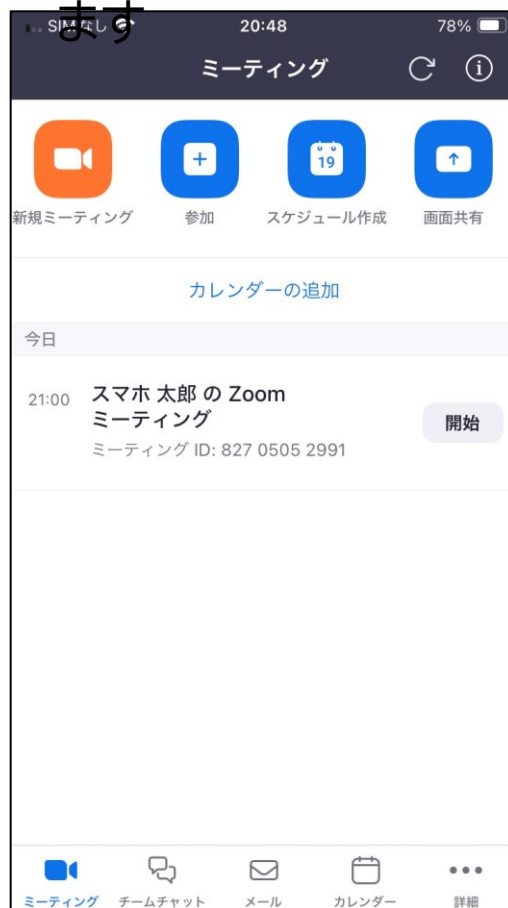 ます
SIMなし 20:48 78%
ミーティング
19
新規ミーティング 参加 スケジュール作成 画面共有
カレンダーの追加
今日
21:00 スマホ 太郎 の Zoom
ミーティング
開始
ミーティング ID: 827 0505 2991
ミーティング チームチャット メール カレンダー 詳細